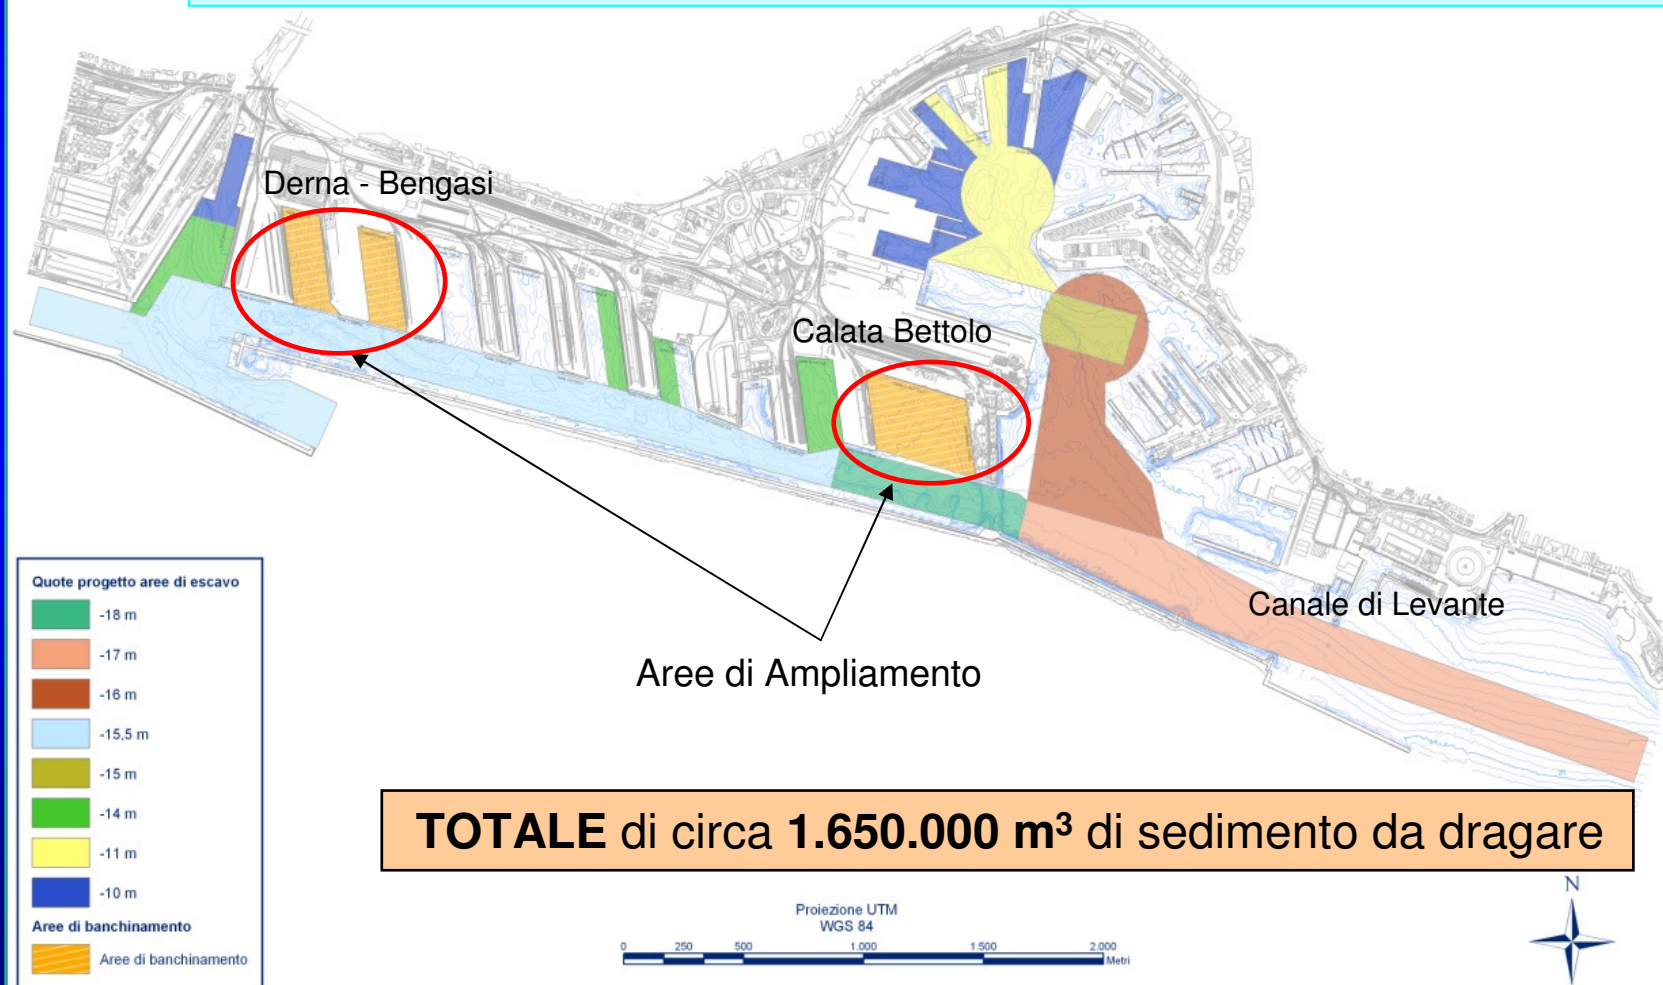 Derna - Bengasi
Calata Bettolo
Canale di Levante
Aree di Ampliamento
Quote progetto aree di escavo
-18 m
-17 m
-16 m
-15,5 m
-15 m
-14 m
-11 m
-10 m
Aree di banchinamento
Aree di banchinamento
TOTALE di circa 1.650.000 m³ di sedimento da dragare
Proiezione UTM
WGS 84
0 250 500 1.000 1.500 2.000
Metri
N